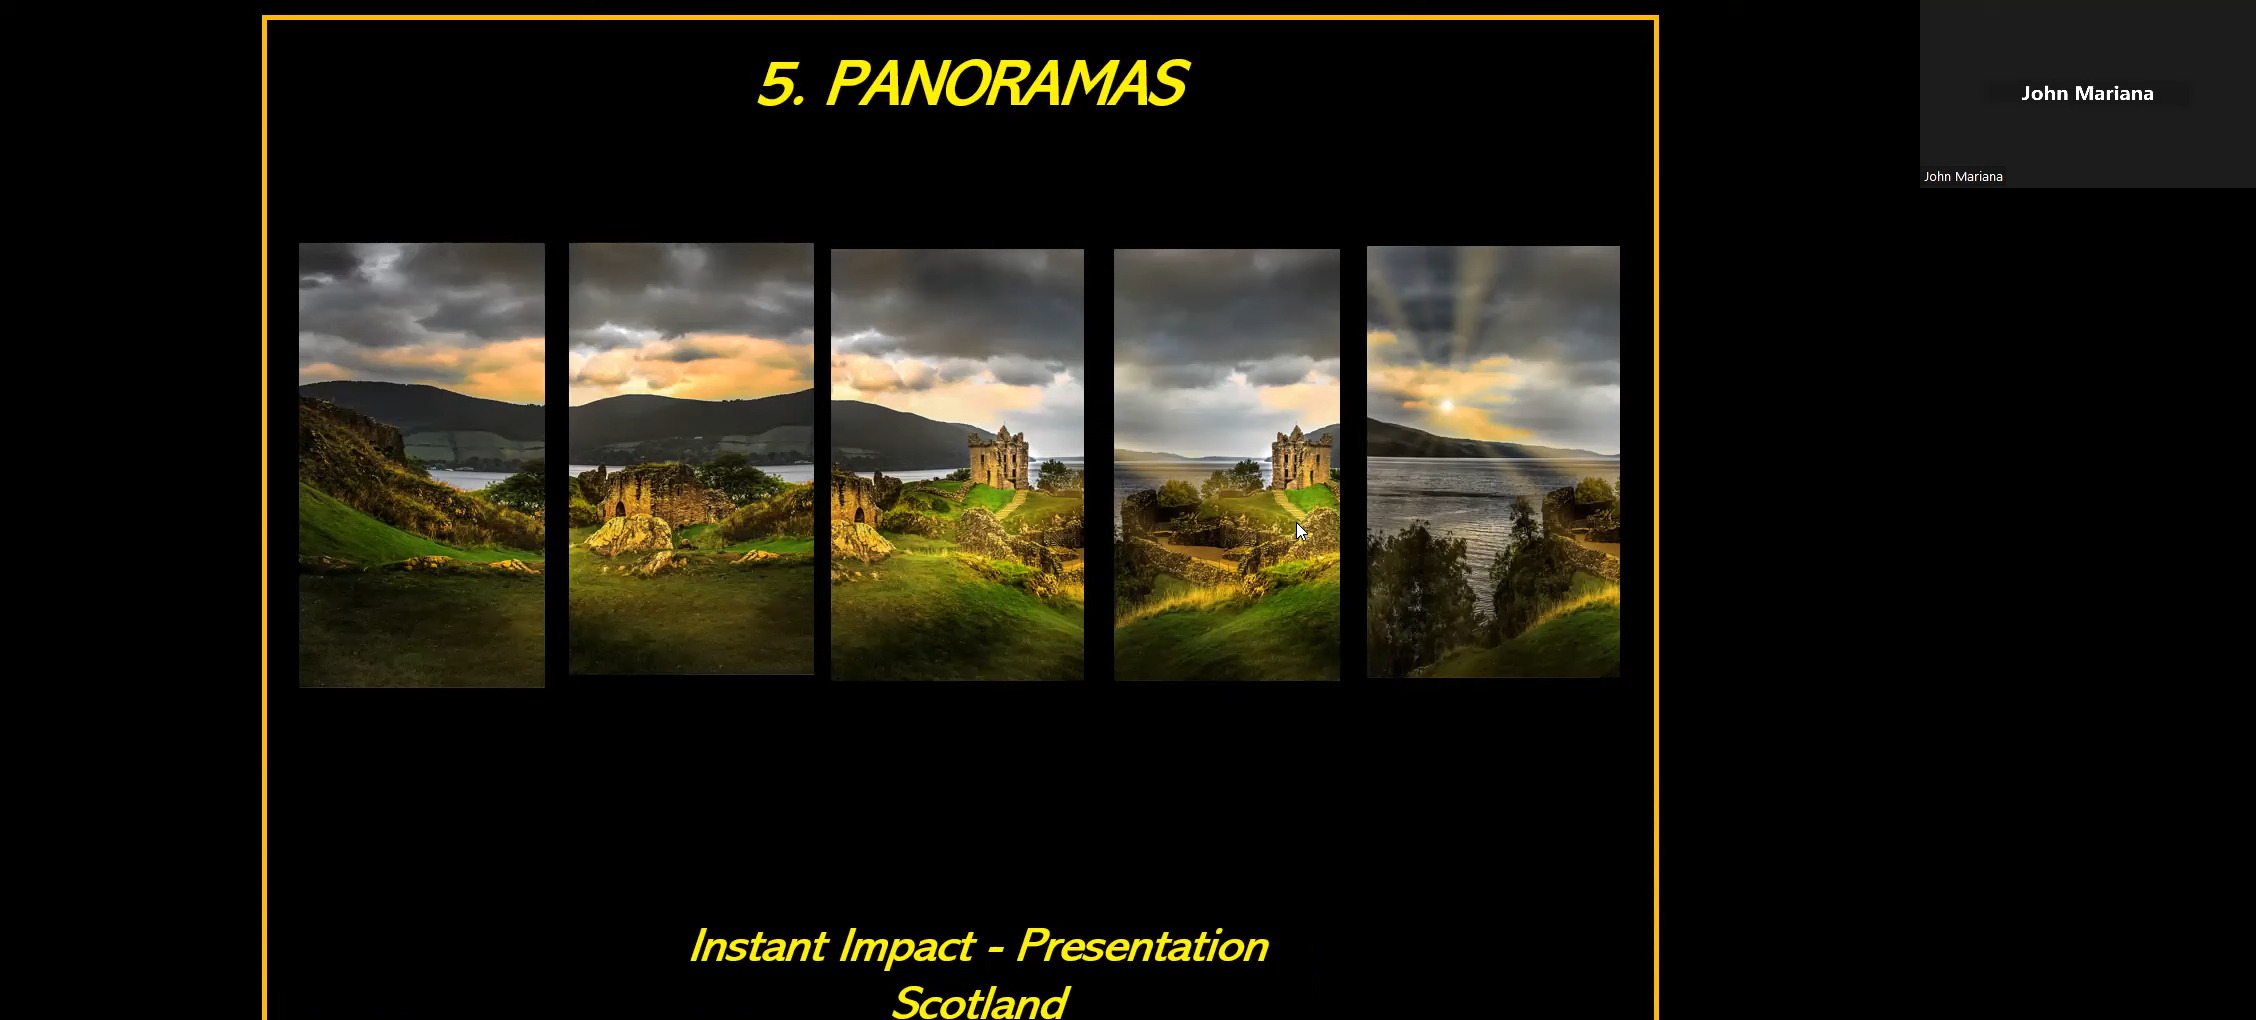 5. PANORAMAS
John Mariana
John Mariana
Instant Impact - Presentation
Scotland